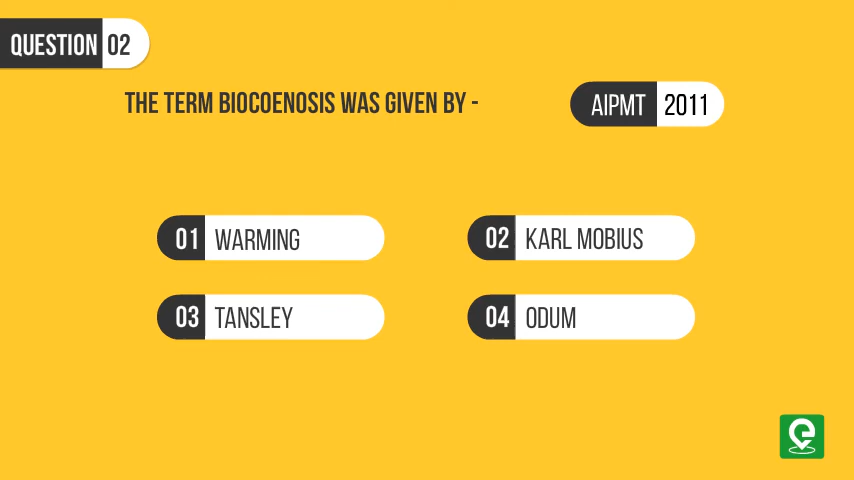 QUESTION 02
THE TERM BIOCOENOSIS WAS GIVEN BY -
AIPMT 2011
01 WARMING
02 KARL MOBIUS
03 TANSLEY
04 ODUM